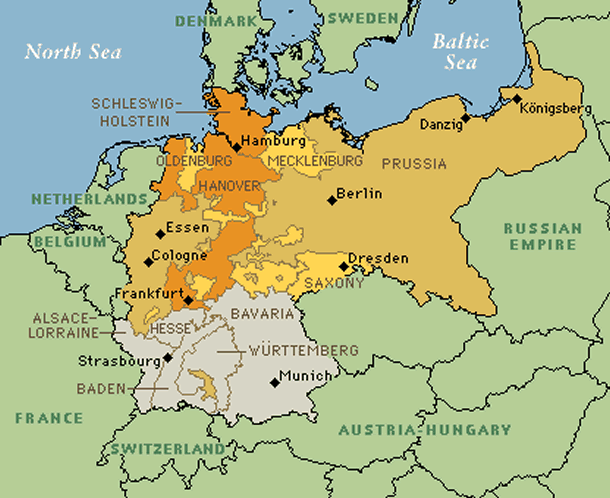 DENMARK
SWEDEN
North Sea
Baltic
Sea
SCHLESWIG-
HOLSTEIN
Königsberg
Danzig
Hamburg
OLDENBURG
MECKLENBURG
PRUSSIA
HANOVER
Berlin
NETHERLANDS
Essen
RUSSIAN
EMPIRE
BELGIUM
Cologne
Dresden
SAXONY
Frankfurt
ALSACE-
LORRAINE
HESSE
BAVARIA
WÜRTTEMBERG
Strasbourg
Munich
BADEN
FRANCE
AUSTRIA-HUNGARY
SWITZERLAND